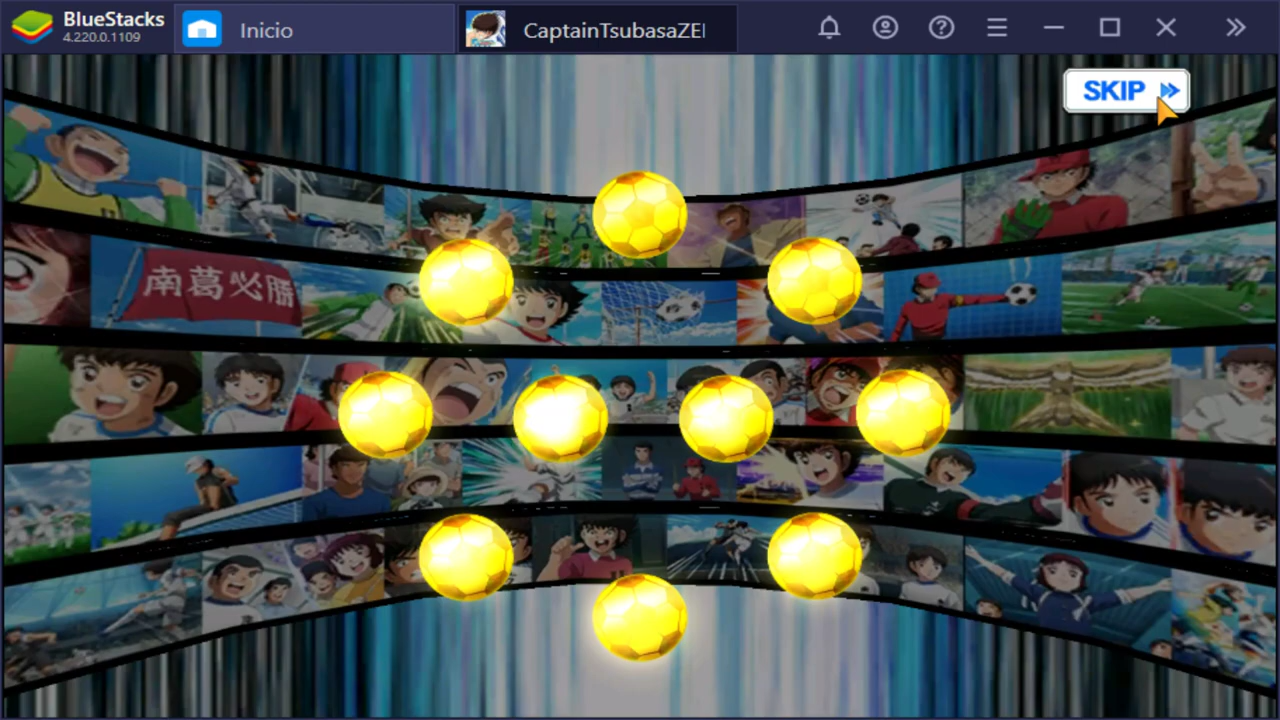 BlueStacks
4.220.0.1109
Inicio
CaptainTsubasaZEI
SKIP
南葛必勝